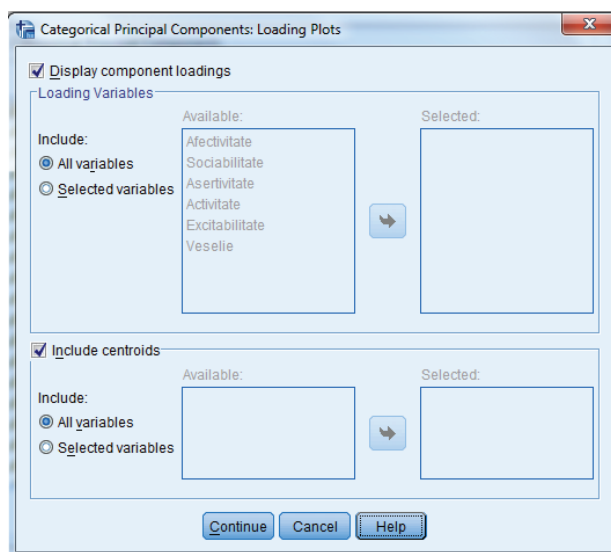 Categorical Principal Components: Loading Plots
Display component loadings
Loading Variables
Include:
All variables
Selected variables
Available:
Afectivitate
Sociabilitate
Asertivitate
Activitate
Excitabilitate
Veselie
Selected:
Include centroids
Include:
All variables
Selected variables
Available:
Selected:
Continue Cancel Help